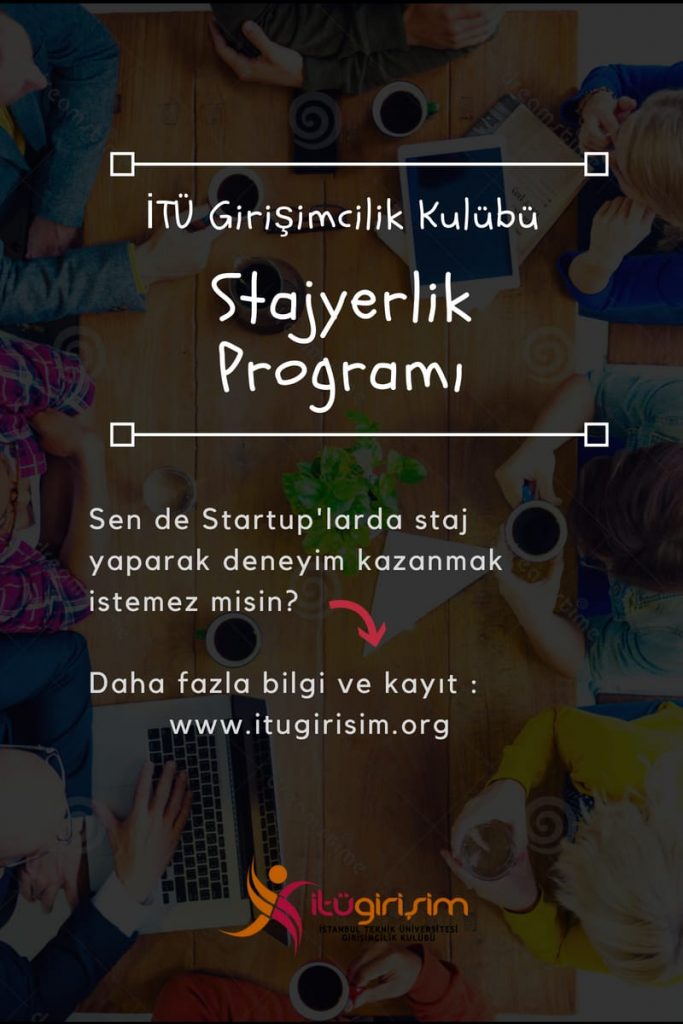 İTÜ Girişimcilik Kulübü
Stajyerlik
Programı
Sen de Startup'larda staj
yaparak deneyim kazanmak
istemez misin?
Daha fazla bilgi ve kayıt :
www.itugirisim.org
itügirişim
İSTANBUL TEKNİK ÜNİVERSİTESİ
GİRİŞİMCİLİK KULÜBÜ
dreamstime